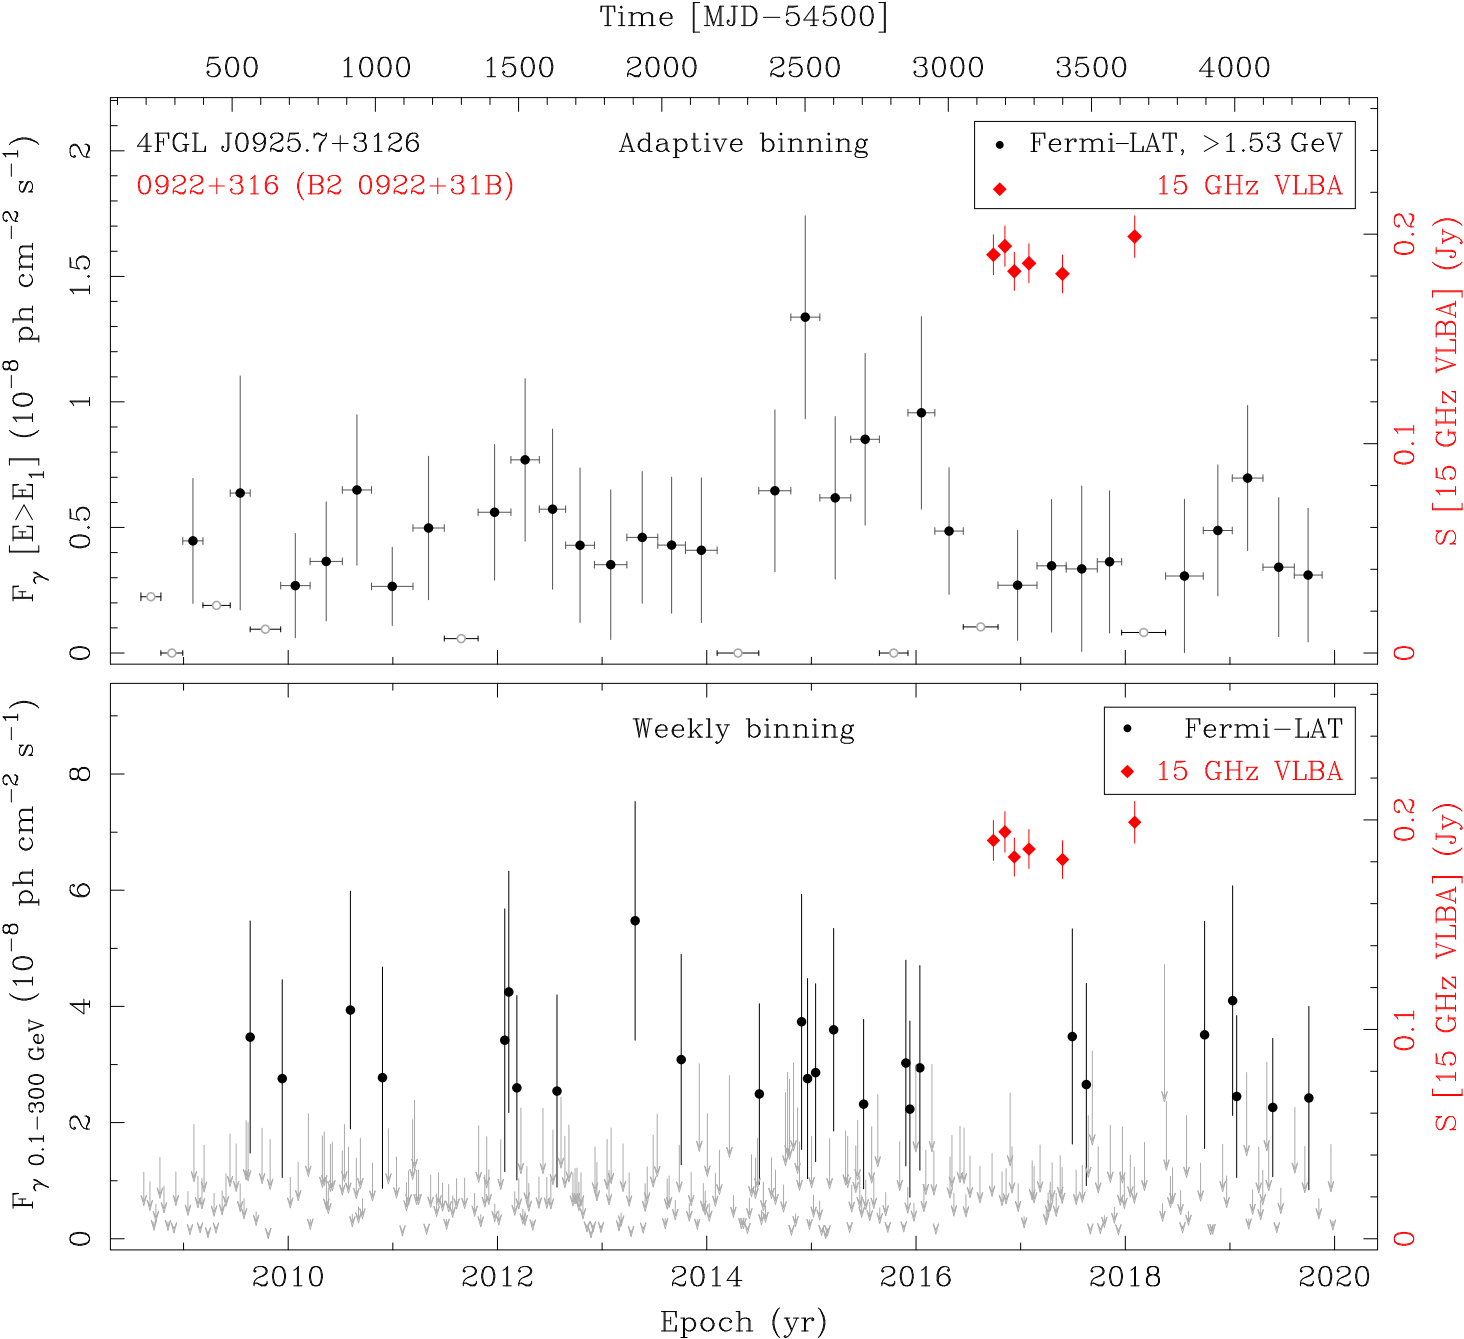 Time [MJD−54500]
500 1000 1500 2000 2500 3000 3500 4000
4FGL J0925.7+3126
0922+316 (B2 0922+31B)
Adaptive binning
Fermi−LAT, >1.53 GeV
15 GHz VLBA
F_γ [E>E_1] (10^−8 ph cm^−2 s^−1)
2
1.5
1
0.5
0
S [15 GHz VLBA] (Jy)
0.2
0.1
0
Weekly binning
Fermi−LAT
15 GHz VLBA
F_γ 0.1−300 GeV (10^−8 ph cm^−2 s^−1)
8
6
4
2
0
S [15 GHz VLBA] (Jy)
0.2
0.1
0
2010 2012 2014 2016 2018 2020
Epoch (yr)